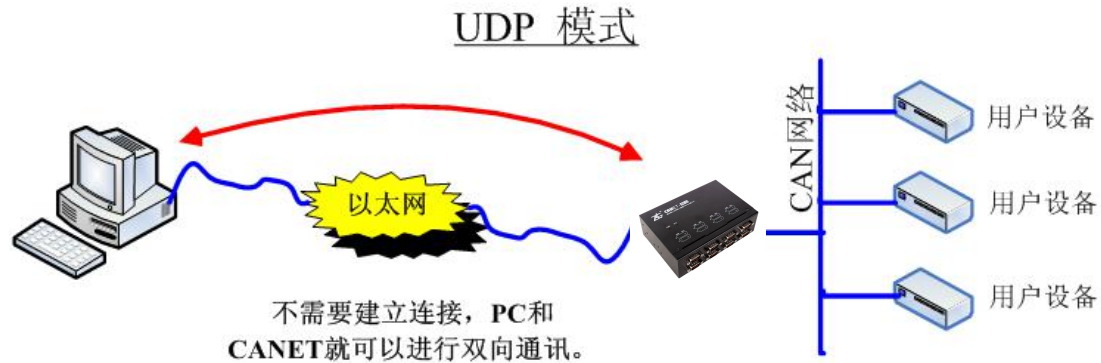 UDP 模式
以太网
CAN网络
用户设备
用户设备
用户设备
不需要建立连接，PC和
CANET就可以进行双向通讯。